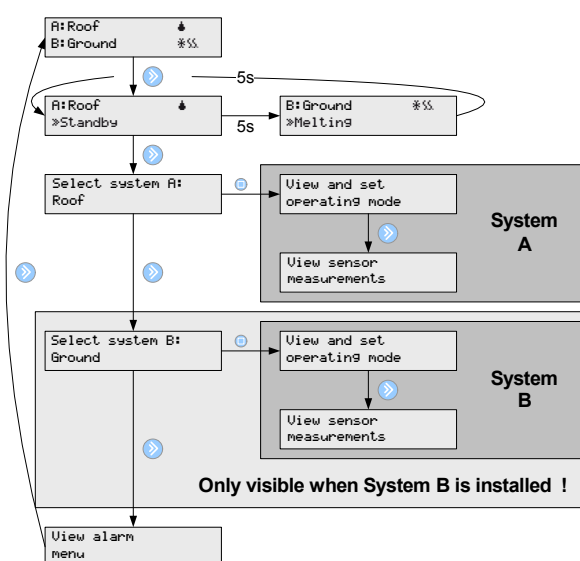 A:Roof
B:Ground
5s
A:Roof
»Standby
5s
B:Ground
»Melting
Select system A:
Roof
View and set
operating mode
View sensor
measurements
System
A
Select system B:
Ground
View and set
operating mode
View sensor
measurements
System
B
Only visible when System B is installed !
View alarm
menu